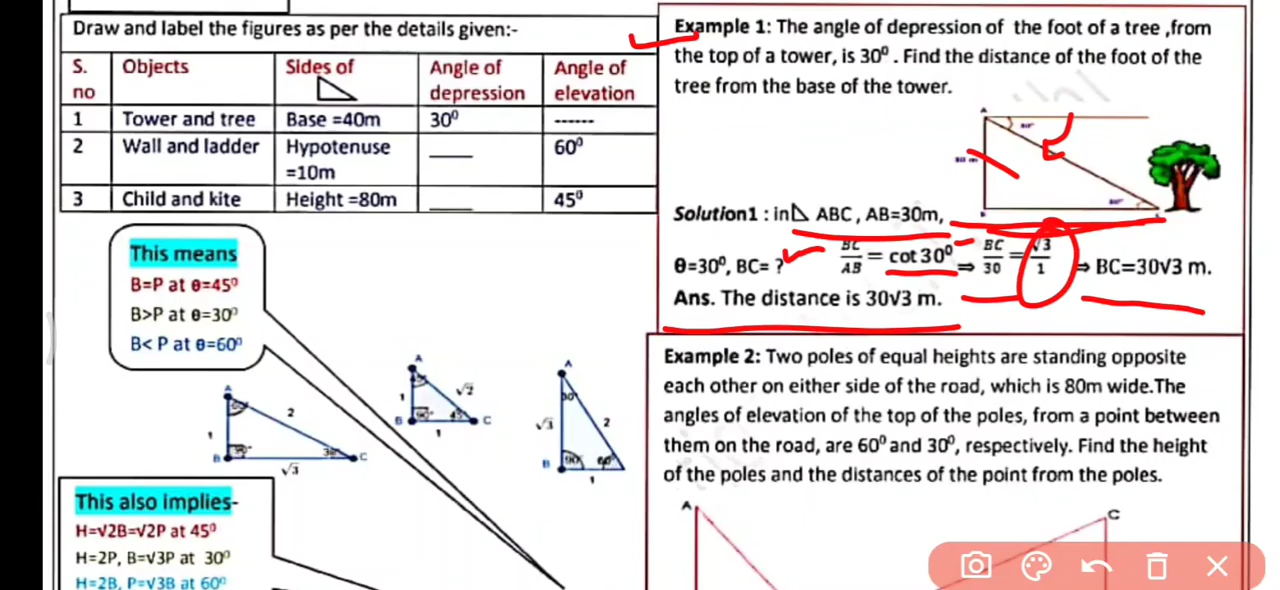 Draw and label the figures as per the details given:-
S. no | Objects | Sides of | Angle of depression | Angle of elevation
1 | Tower and tree | Base =40m | 30⁰ | ------
2 | Wall and ladder | Hypotenuse =10m | ___ | 60⁰
3 | Child and kite | Height =80m | ___ | 45⁰
This means
B=P at θ=45⁰
B>P at θ=30⁰
B< P at θ=60⁰
A
1
2
B
√3
C
A
1
√2
B
90⁰
45⁰
C
1
A
30⁰
√3
2
B
90⁰
60⁰
1
This also implies-
H=√2B=√2P at 45⁰
H=2P, B=√3P at 30⁰
H=2B, P=√3B at 60⁰
Example 1: The angle of depression of the foot of a tree ,from
the top of a tower, is 30⁰ . Find the distance of the foot of the
tree from the base of the tower.
A
30 m
B
Solution1 : in ABC , AB=30m,
θ=30⁰, BC= ? BC/AB = cot 30⁰ ⇒ BC/30 = √3/1 ⇒ BC=30√3 m.
Ans. The distance is 30√3 m.
Example 2: Two poles of equal heights are standing opposite
each other on either side of the road, which is 80m wide.The
angles of elevation of the top of the poles, from a point between
them on the road, are 60⁰ and 30⁰, respectively. Find the height
of the poles and the distances of the point from the poles.
A
C